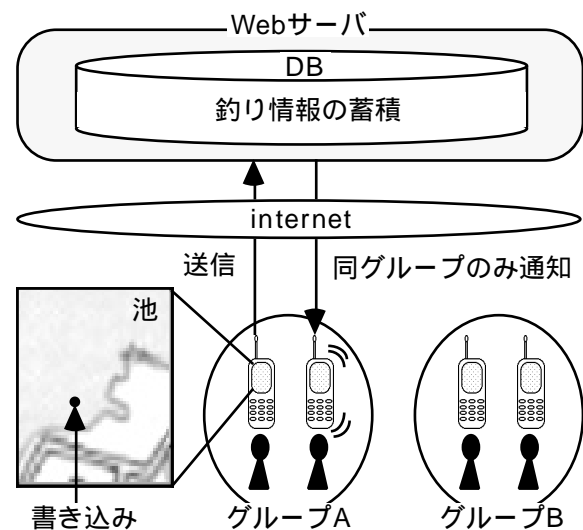 Webサーバ
DB
釣り情報の蓄積
internet
送信
同グループのみ通知
池
書き込み
グループA
グループB